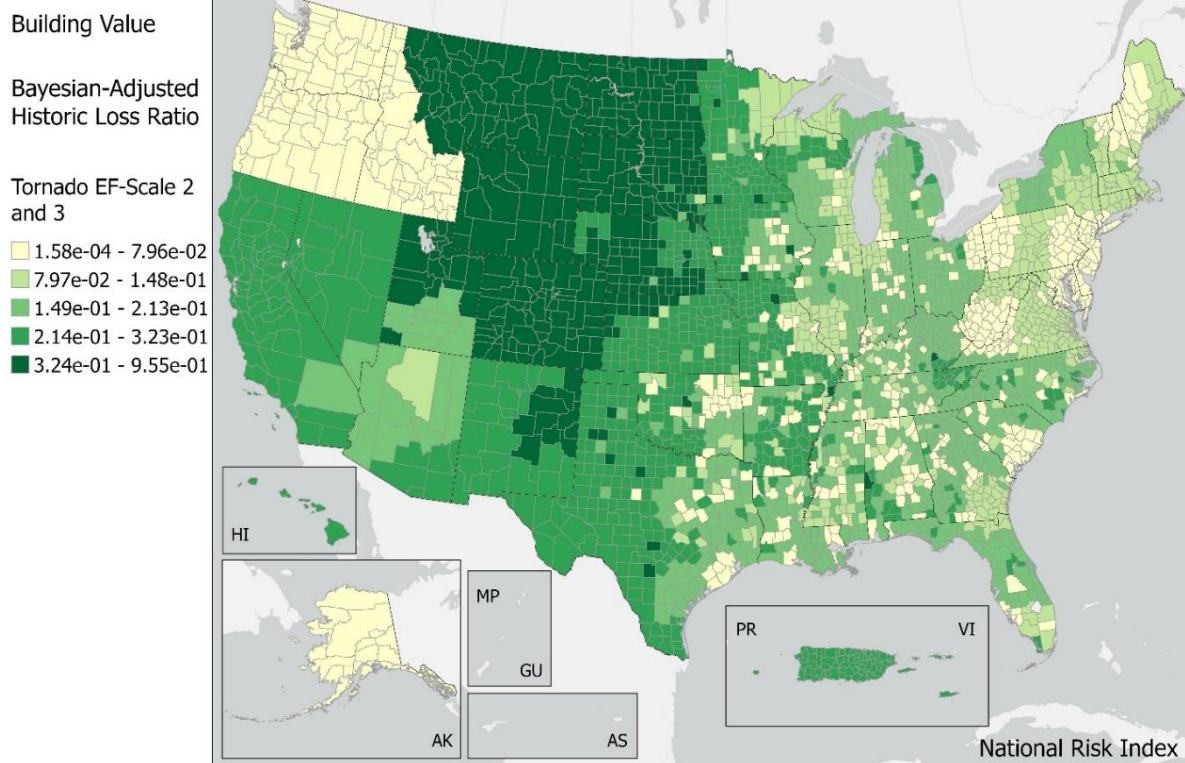 Building Value
Bayesian-Adjusted
Historic Loss Ratio
Tornado EF-Scale 2
and 3
1.58e-04 - 7.96e-02
7.97e-02 - 1.48e-01
1.49e-01 - 2.13e-01
2.14e-01 - 3.23e-01
3.24e-01 - 9.55e-01
HI
AK
MP
GU
AS
PR
VI
National Risk Index